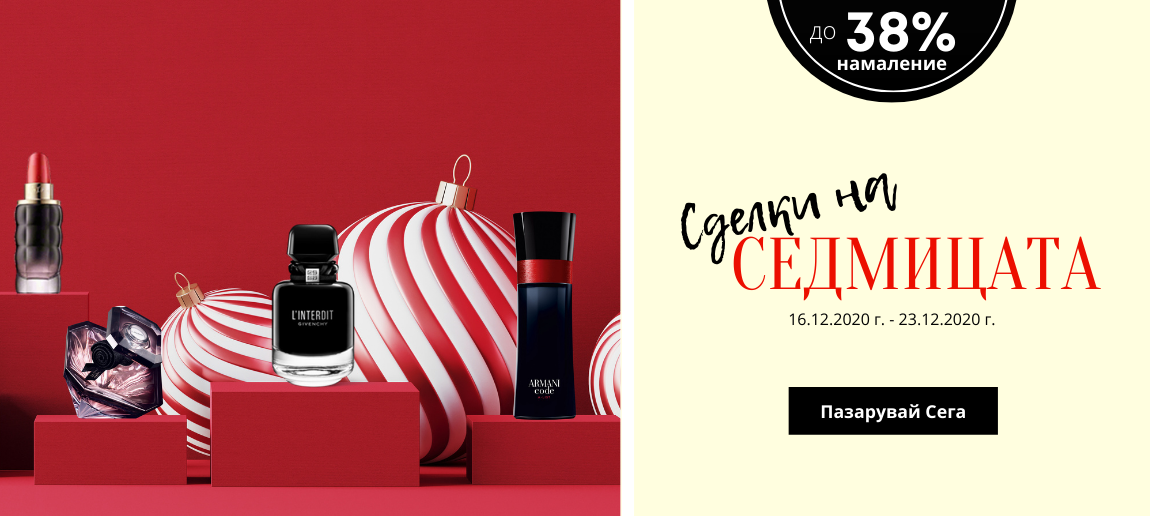 L'INTERDIT
GIVENCHY
ARMANI
code
ДО 38%
намаление
Сделки на
СЕДМИЦАТА
16.12.2020 г. - 23.12.2020 г.
Пазарувай Сега